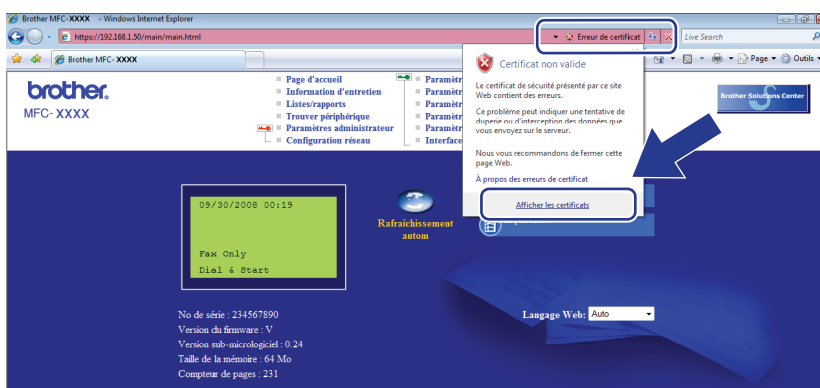 Brother MFC-XXXX - Windows Internet Explorer
https://192.168.1.50/main/main.html
Erreur de certificat
Live Search
Brother MFC- XXXX
Page
Outils
brother
MFC- XXXX
Page d'accueil
Information d'entretien
Listes/rapports
Trouver périphérique
Paramètres administrateur
Configuration réseau
Paramètr
Paramètr
Paramètr
Paramètr
Paramètr
Interface
Certificat non valide
Le certificat de sécurité présenté par ce site
Web contient des erreurs.
Ce problème peut indiquer une tentative de
duperie ou d'interception des données que
vous envoyez sur le serveur.
Nous vous recommandons de fermer cette
page Web.
À propos des erreurs de certificat
Afficher les certificats
Brother Solutions Center
09/30/2008 00:19
Fax Only
Dial & Start
Rafraîchissement
autom
No de série : 234567890
Version du firmware : V
Version sub-micrologiciel : 0.24
Taille de la mémoire : 64 Mo
Compteur de pages : 231
Langage Web: Auto